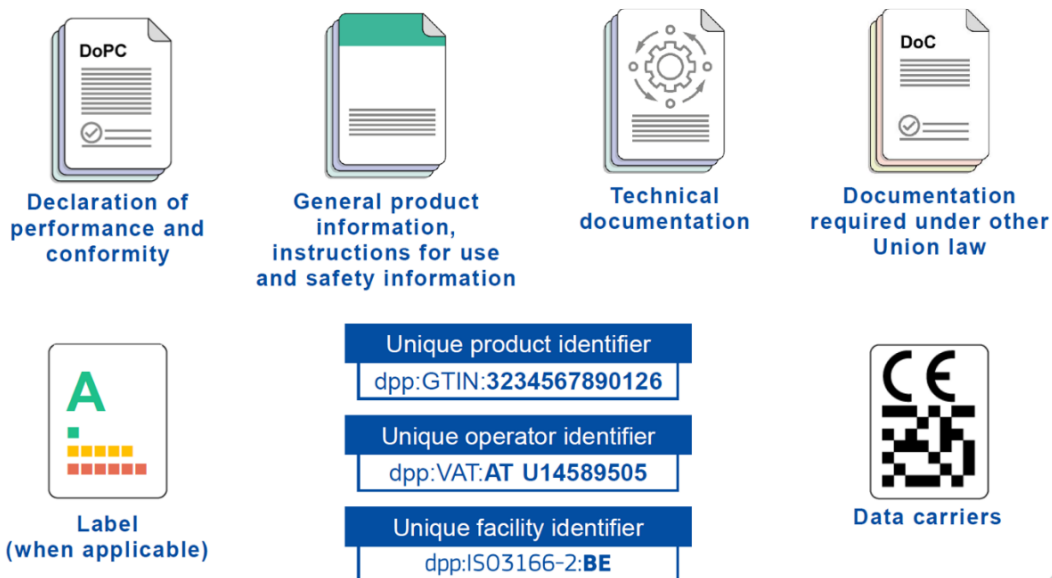 DoPC
Declaration of
performance and
conformity
General product
information,
instructions for use
and safety information
Technical
documentation
DoC
Documentation
required under other
Union law
A
Label
(when applicable)
Unique product identifier
dpp:GTIN:3234567890126
Unique operator identifier
dpp:VAT:AT U14589505
Unique facility identifier
dpp:ISO3166-2:BE
CE
Data carriers